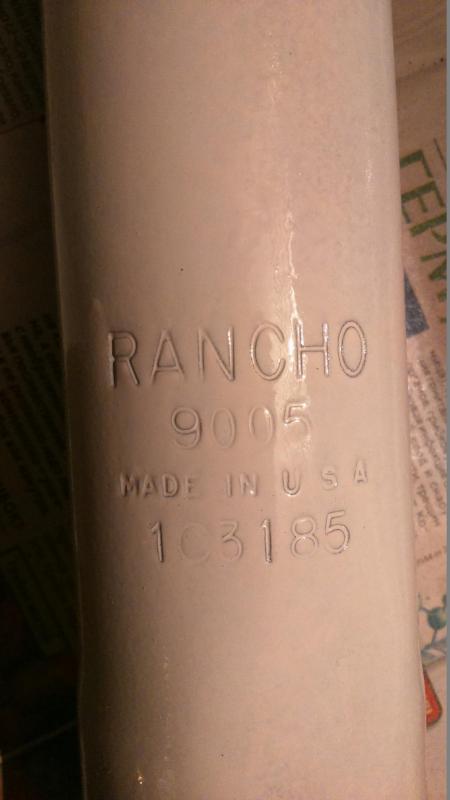 RANCHO
9005
MADE IN U S A
1C3185